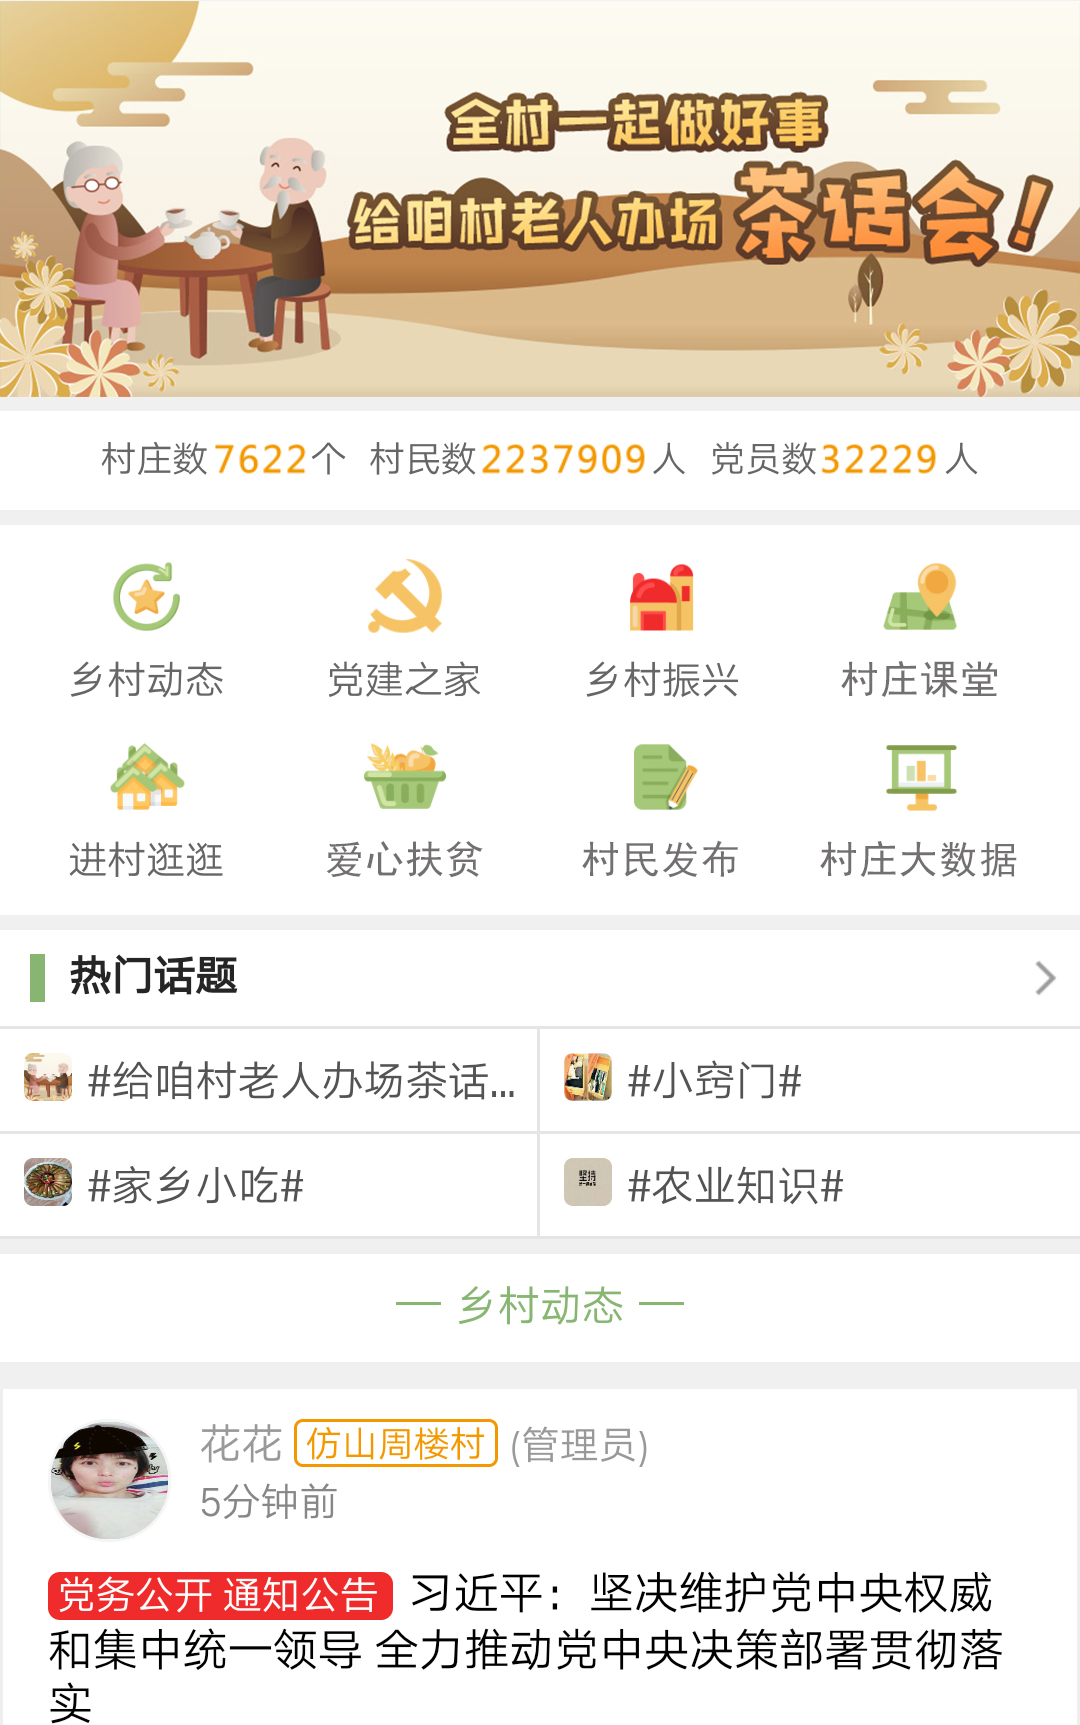 全村一起做好事
给咱村老人办场茶话会!
村庄数7622个 村民数2237909人 党员数32229人
乡村动态 党建之家 乡村振兴 村庄课堂
进村逛逛 爱心扶贫 村民发布 村庄大数据
热门话题
#给咱村老人办场茶话... #小窍门#
坚持
#家乡小吃# #农业知识#
乡村动态
花花 仿山周楼村 (管理员)
5分钟前
党务公开 通知公告 习近平：坚决维护党中央权威
和集中统一领导 全力推动党中央决策部署贯彻落
实